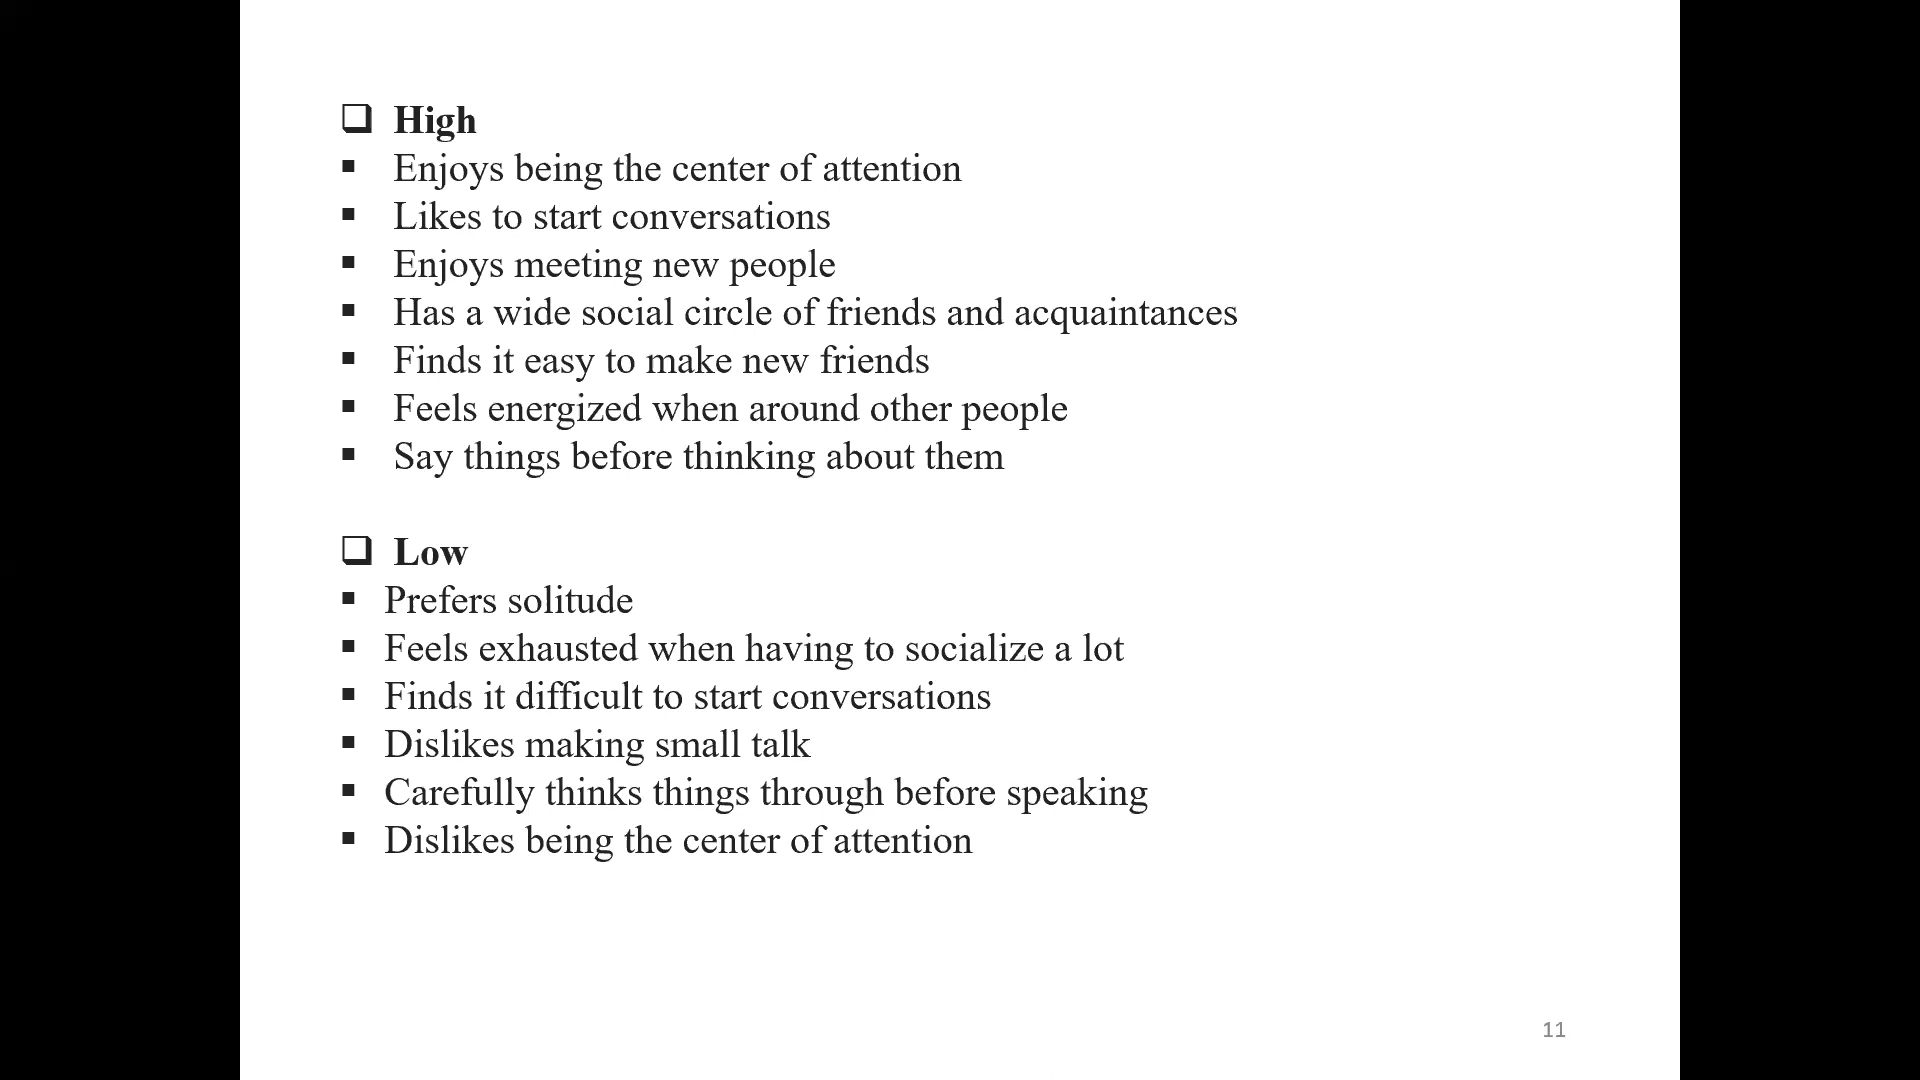 ❑ High
▪ Enjoys being the center of attention
▪ Likes to start conversations
▪ Enjoys meeting new people
▪ Has a wide social circle of friends and acquaintances
▪ Finds it easy to make new friends
▪ Feels energized when around other people
▪ Say things before thinking about them
❑ Low
▪ Prefers solitude
▪ Feels exhausted when having to socialize a lot
▪ Finds it difficult to start conversations
▪ Dislikes making small talk
▪ Carefully thinks things through before speaking
▪ Dislikes being the center of attention
11